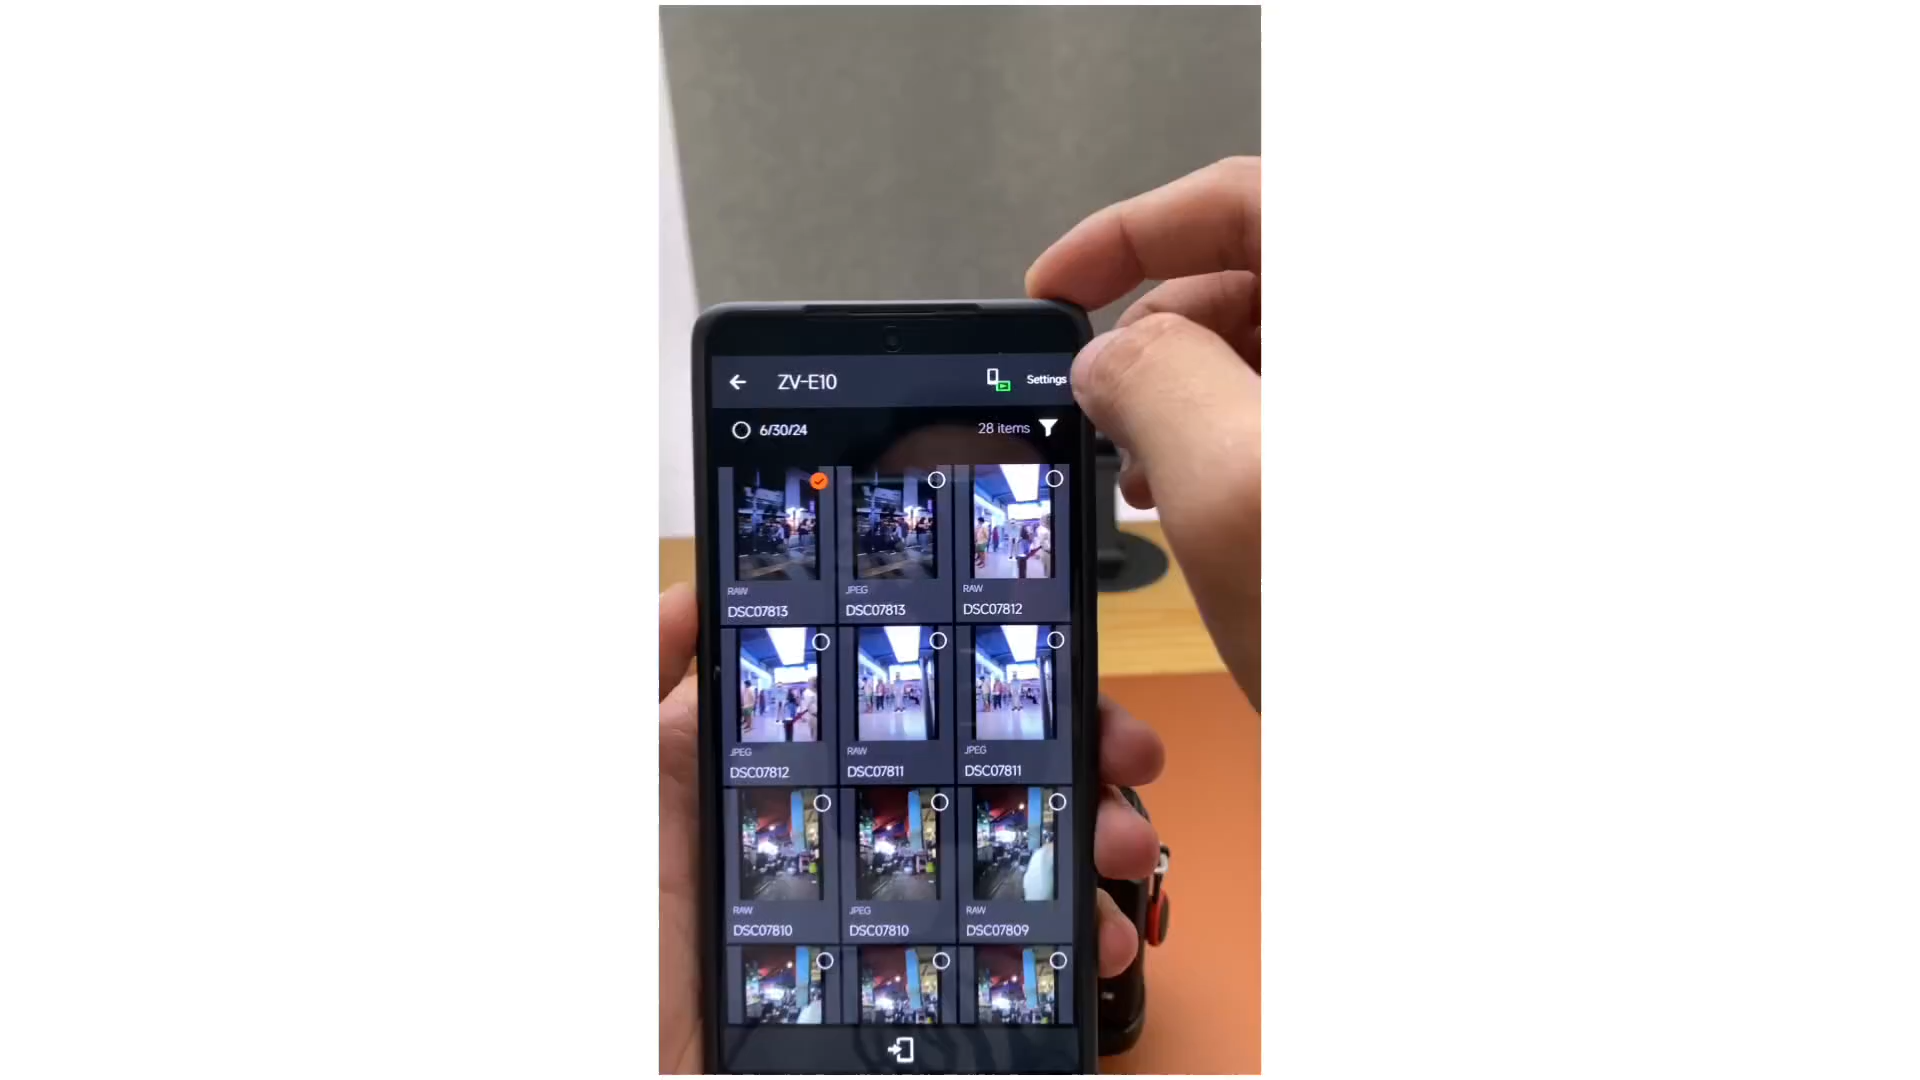 ZV-E10
Settings
6/30/24
28 items
RAW
JPEG
RAW
DSC07813
DSC07813
DSC07812
JPEG
RAW
JPEG
DSC07812
DSC07811
DSC07811
RAW
JPEG
RAW
DSC07810
DSC07810
DSC07809